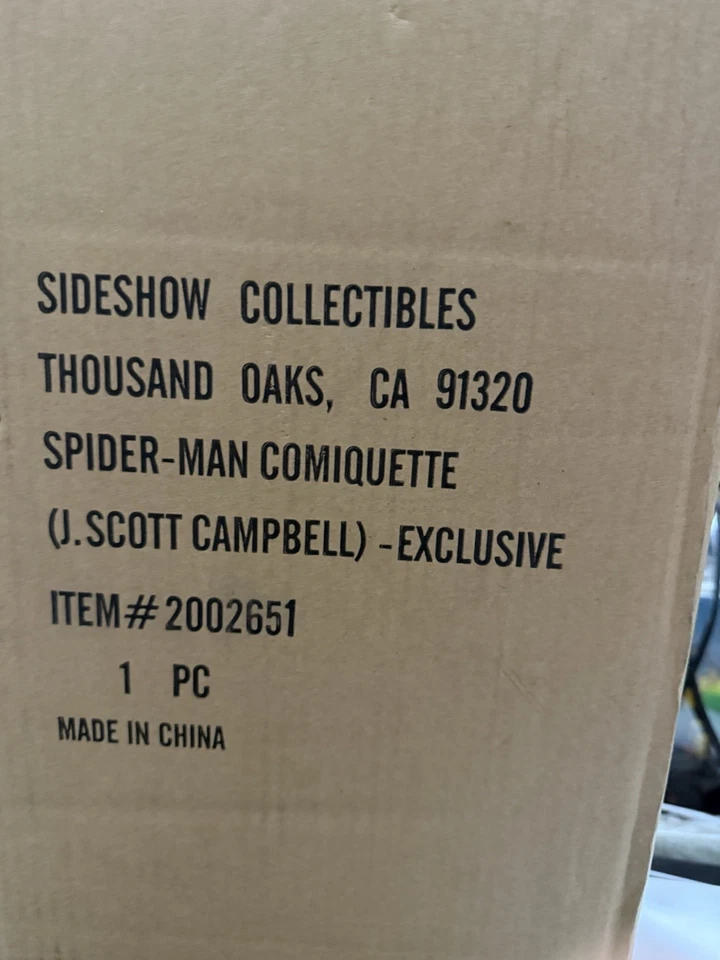 SIDESHOW COLLECTIBLES
THOUSAND OAKS, CA 91320
SPIDER-MAN COMIQUETTE
(J.SCOTT CAMPBELL) -EXCLUSIVE
ITEM# 2002651
1 PC
MADE IN CHINA